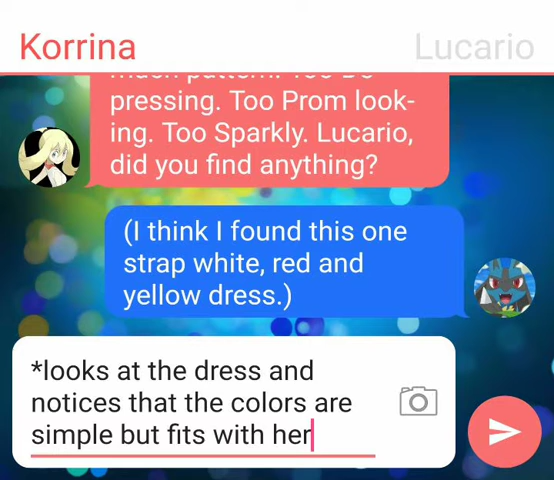 Korrina
Lucario
pressing. Too Prom look-
ing. Too Sparkly. Lucario,
did you find anything?
(I think I found this one
strap white, red and
yellow dress.)
*looks at the dress and
notices that the colors are
simple but fits with her